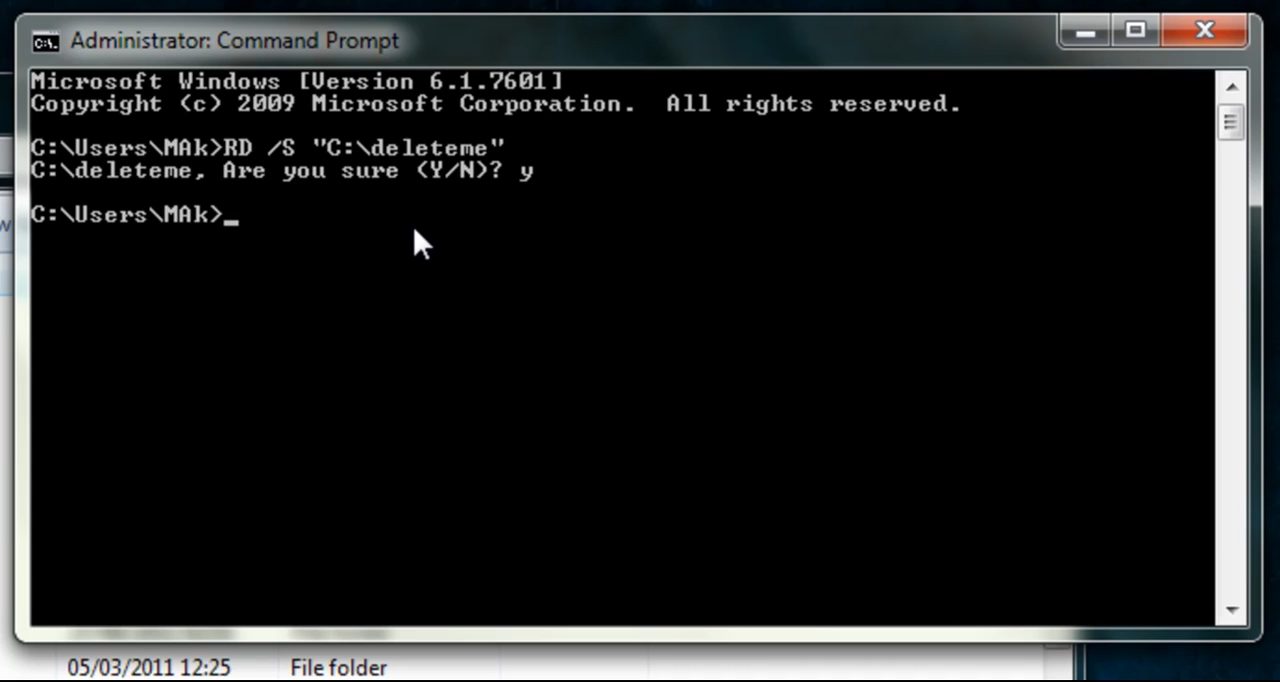 Administrator: Command Prompt
Microsoft Windows [Version 6.1.7601]
Copyright (c) 2009 Microsoft Corporation.  All rights reserved.
C:\Users\MAk>RD /S "C:\deleteme"
C:\deleteme, Are you sure (Y/N)? y
C:\Users\MAk>_
05/03/2011 12:25 File folder